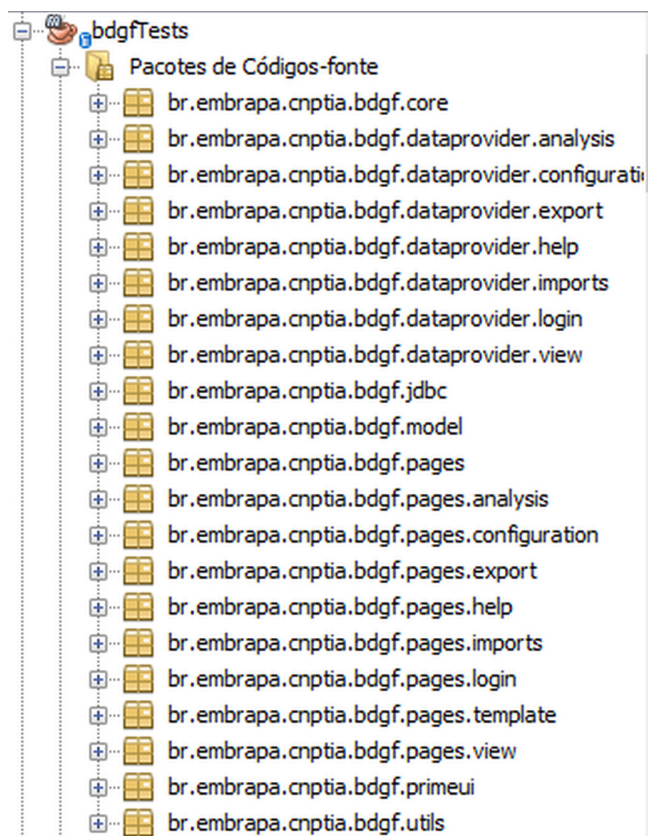 bdgfTests
Pacotes de Códigos-fonte
br.embrapa.cnptia.bdgf.core
br.embrapa.cnptia.bdgf.dataprovider.analysis
br.embrapa.cnptia.bdgf.dataprovider.configurati
br.embrapa.cnptia.bdgf.dataprovider.export
br.embrapa.cnptia.bdgf.dataprovider.help
br.embrapa.cnptia.bdgf.dataprovider.imports
br.embrapa.cnptia.bdgf.dataprovider.login
br.embrapa.cnptia.bdgf.dataprovider.view
br.embrapa.cnptia.bdgf.jdbc
br.embrapa.cnptia.bdgf.model
br.embrapa.cnptia.bdgf.pages
br.embrapa.cnptia.bdgf.pages.analysis
br.embrapa.cnptia.bdgf.pages.configuration
br.embrapa.cnptia.bdgf.pages.export
br.embrapa.cnptia.bdgf.pages.help
br.embrapa.cnptia.bdgf.pages.imports
br.embrapa.cnptia.bdgf.pages.login
br.embrapa.cnptia.bdgf.pages.template
br.embrapa.cnptia.bdgf.pages.view
br.embrapa.cnptia.bdgf.primeui
br.embrapa.cnptia.bdgf.utils